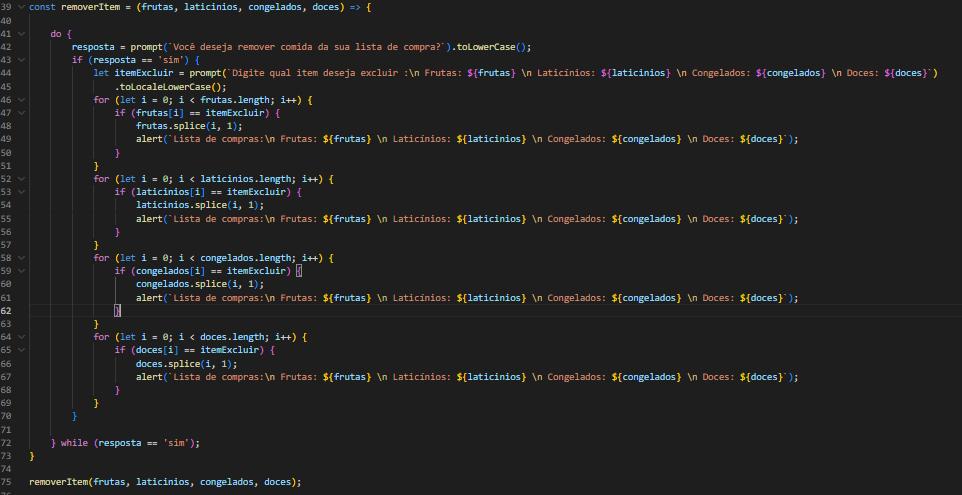 39 const removerItem = (frutas, laticinios, congelados, doces) => {
40
41 do {
42 resposta = prompt(`Você deseja remover comida da sua lista de compra?`).toLowerCase();
43 if (resposta == 'sim') {
44 let itemExcluir = prompt(`Digite qual item deseja excluir :\n Frutas: ${frutas} \n Laticínios: ${laticinios} \n Congelados: ${congelados} \n Doces: ${doces}`)
45 .toLocaleLowerCase();
46 for (let i = 0; i < frutas.length; i++) {
47 if (frutas[i] == itemExcluir) {
48 frutas.splice(i, 1);
49 alert(`Lista de compras:\n Frutas: ${frutas} \n Laticínios: ${laticinios} \n Congelados: ${congelados} \n Doces: ${doces}`);
50 }
51 }
52 for (let i = 0; i < laticinios.length; i++) {
53 if (laticinios[i] == itemExcluir) {
54 laticinios.splice(i, 1);
55 alert(`Lista de compras:\n Frutas: ${frutas} \n Laticínios: ${laticinios} \n Congelados: ${congelados} \n Doces: ${doces}`);
56 }
57 }
58 for (let i = 0; i < congelados.length; i++) {
59 if (congelados[i] == itemExcluir) {
60 congelados.splice(i, 1);
61 alert(`Lista de compras:\n Frutas: ${frutas} \n Laticínios: ${laticinios} \n Congelados: ${congelados} \n Doces: ${doces}`);
62 }
63 }
64 for (let i = 0; i < doces.length; i++) {
65 if (doces[i] == itemExcluir) {
66 doces.splice(i, 1);
67 alert(`Lista de compras:\n Frutas: ${frutas} \n Laticínios: ${laticinios} \n Congelados: ${congelados} \n Doces: ${doces}`);
68 }
69 }
70 }
71
72 } while (resposta == 'sim');
73 }
74
75 removerItem(frutas, laticinios, congelados, doces);